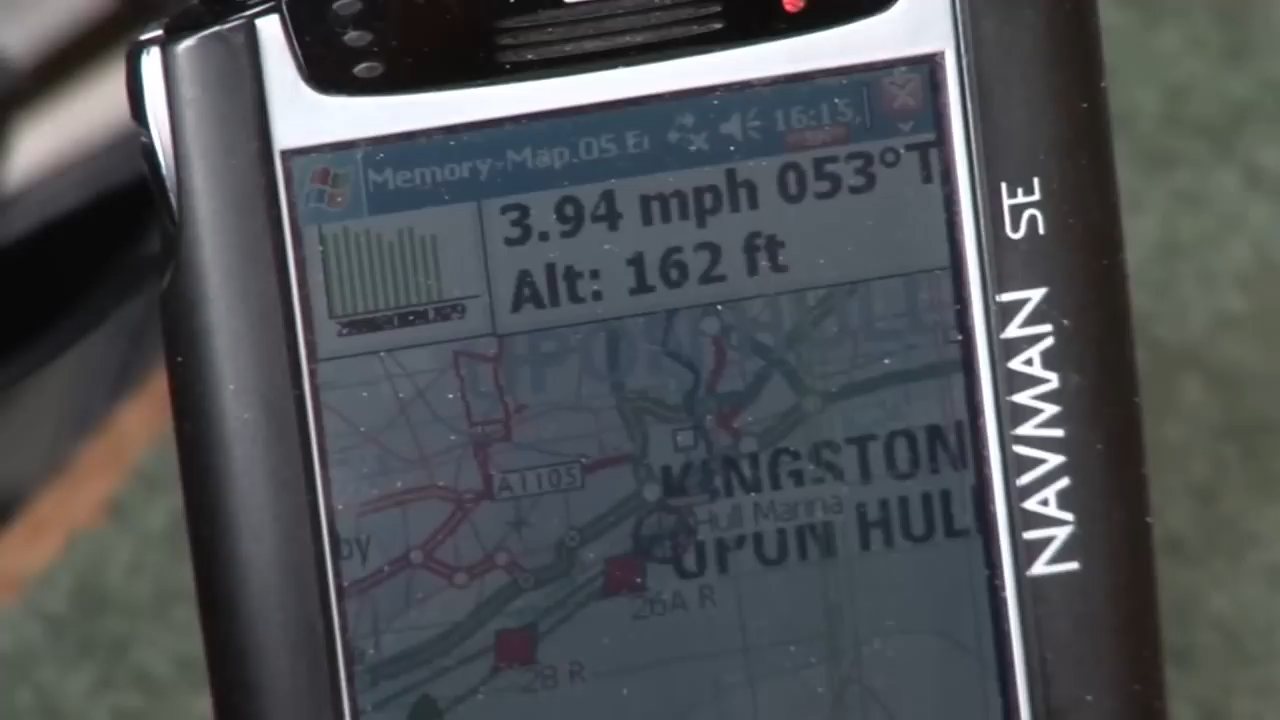 Memory-Map.05.E
16:15
3.94 mph 053°T
Alt: 162 ft
A1105
KINGSTON
Hull Marina
UPON HULL
26A R
28 R
NAVMAN SE